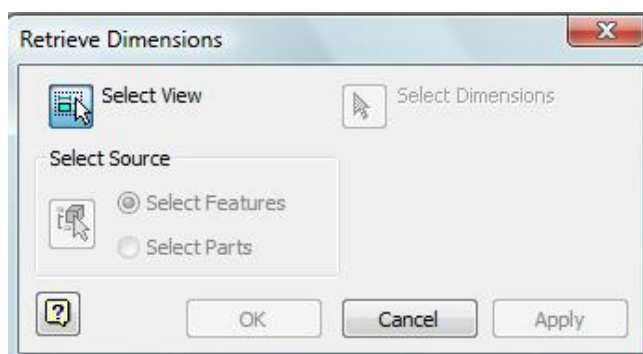 Retrieve Dimensions
Select View
Select Dimensions
Select Source
Select Features
Select Parts
OK
Cancel
Apply